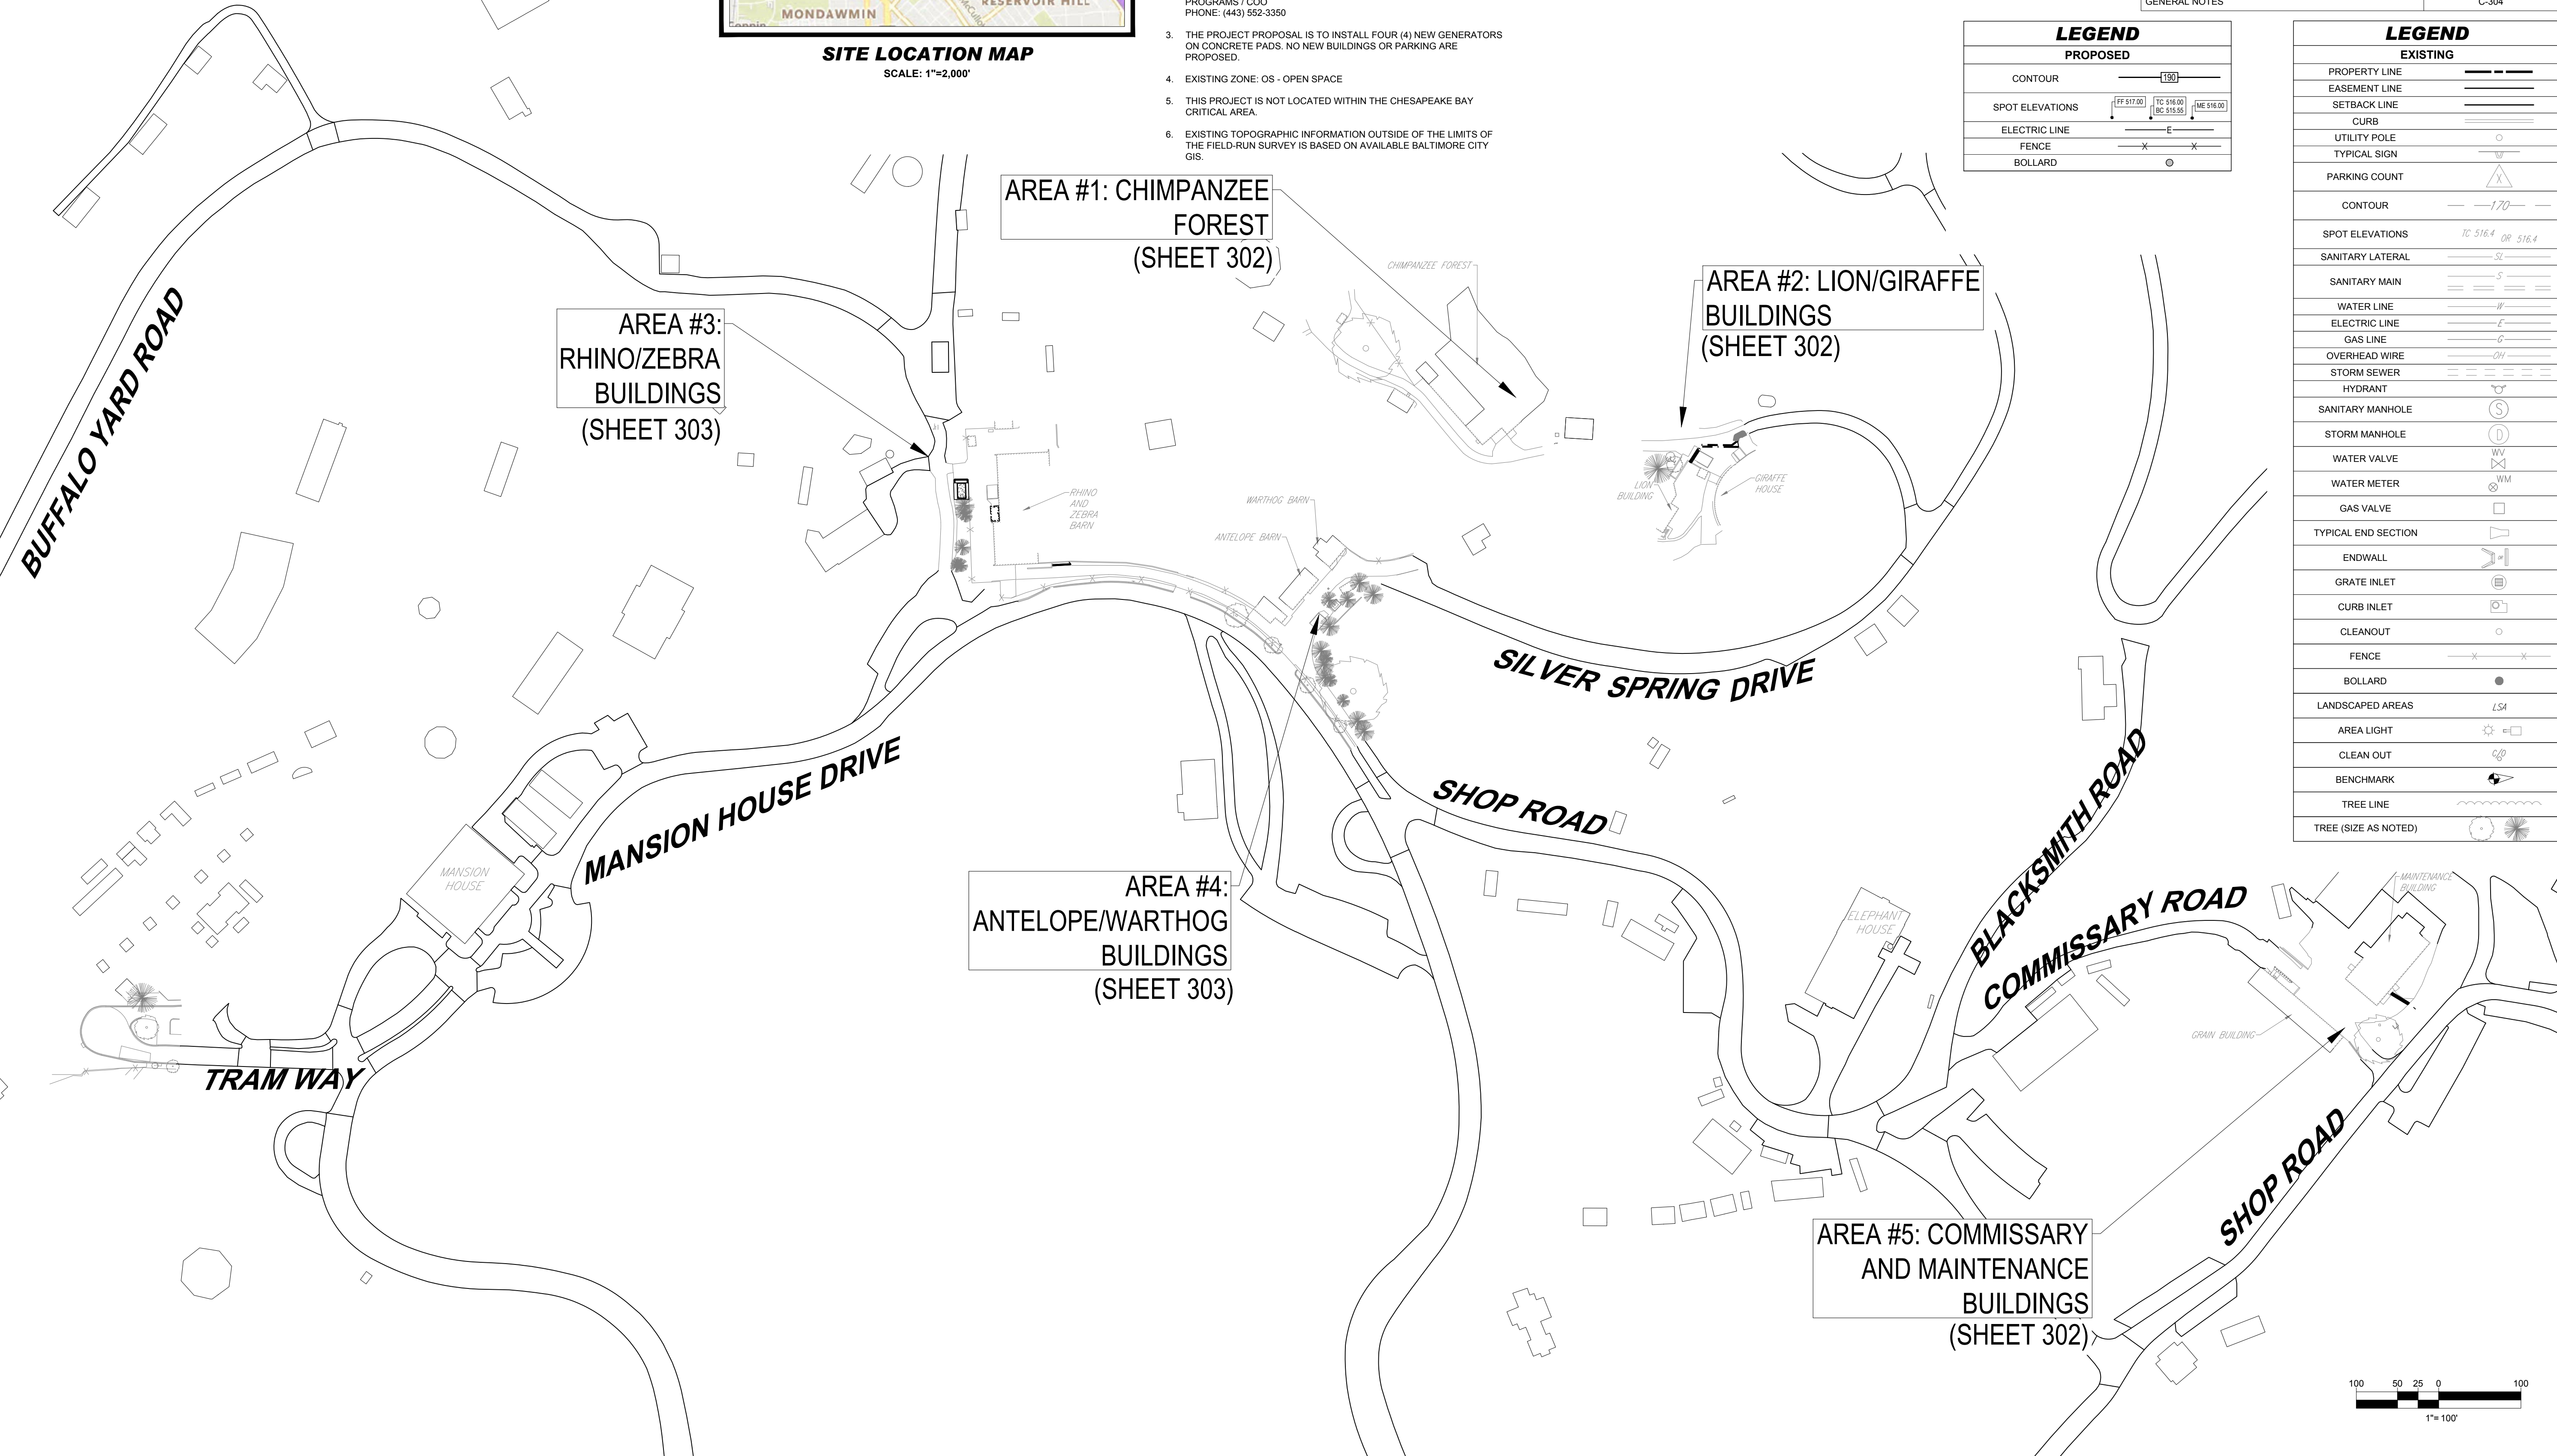 RESERVOIR HILL
MONDAWMIN
SITE LOCATION MAP
SCALE: 1"=2,000'
PROGRAMS / COO
PHONE: (443) 552-3350
3. THE PROJECT PROPOSAL IS TO INSTALL FOUR (4) NEW GENERATORS
ON CONCRETE PADS. NO NEW BUILDINGS OR PARKING ARE
PROPOSED.
4. EXISTING ZONE: OS - OPEN SPACE
5. THIS PROJECT IS NOT LOCATED WITHIN THE CHESAPEAKE BAY
CRITICAL AREA.
6. EXISTING TOPOGRAPHIC INFORMATION OUTSIDE OF THE LIMITS OF
THE FIELD-RUN SURVEY IS BASED ON AVAILABLE BALTIMORE CITY
GIS.
GENERAL NOTES C-304
LEGEND
PROPOSED
CONTOUR 190
SPOT ELEVATIONS FF 517.00 TC 516.00 ME 516.00
BC 515.55
ELECTRIC LINE E
FENCE X X
BOLLARD
LEGEND
EXISTING
PROPERTY LINE
EASEMENT LINE
SETBACK LINE
CURB
UTILITY POLE
TYPICAL SIGN
PARKING COUNT X
CONTOUR 170
SPOT ELEVATIONS TC 516.4 OR 516.4
SANITARY LATERAL SL
SANITARY MAIN S
WATER LINE W
ELECTRIC LINE E
GAS LINE G
OVERHEAD WIRE OH
STORM SEWER
HYDRANT
SANITARY MANHOLE S
STORM MANHOLE D
WATER VALVE WV
WATER METER WM
GAS VALVE
TYPICAL END SECTION
ENDWALL OR
GRATE INLET
CURB INLET
CLEANOUT
FENCE X X
BOLLARD
LANDSCAPED AREAS LSA
AREA LIGHT
CLEAN OUT C/O
BENCHMARK
TREE LINE
TREE (SIZE AS NOTED)
AREA #1: CHIMPANZEE
FOREST
(SHEET 302)
CHIMPANZEE FOREST
AREA #2: LION/GIRAFFE
BUILDINGS
(SHEET 302)
AREA #3:
RHINO/ZEBRA
BUILDINGS
(SHEET 303)
BUFFALO YARD ROAD
RHINO
AND
ZEBRA
BARN
WARTHOG BARN
ANTELOPE BARN
LION
BUILDING
GIRAFFE
HOUSE
SILVER SPRING DRIVE
MANSION HOUSE DRIVE
SHOP ROAD
BLACKSMITH ROAD
MANSION
HOUSE
AREA #4:
ANTELOPE/WARTHOG
BUILDINGS
(SHEET 303)
ELEPHANT
HOUSE
COMMISSARY ROAD
MAINTENANCE
BUILDING
GRAIN BUILDING
TRAM WAY
SHOP ROAD
AREA #5: COMMISSARY
AND MAINTENANCE
BUILDINGS
(SHEET 302)
100 50 25 0 100
1"= 100'